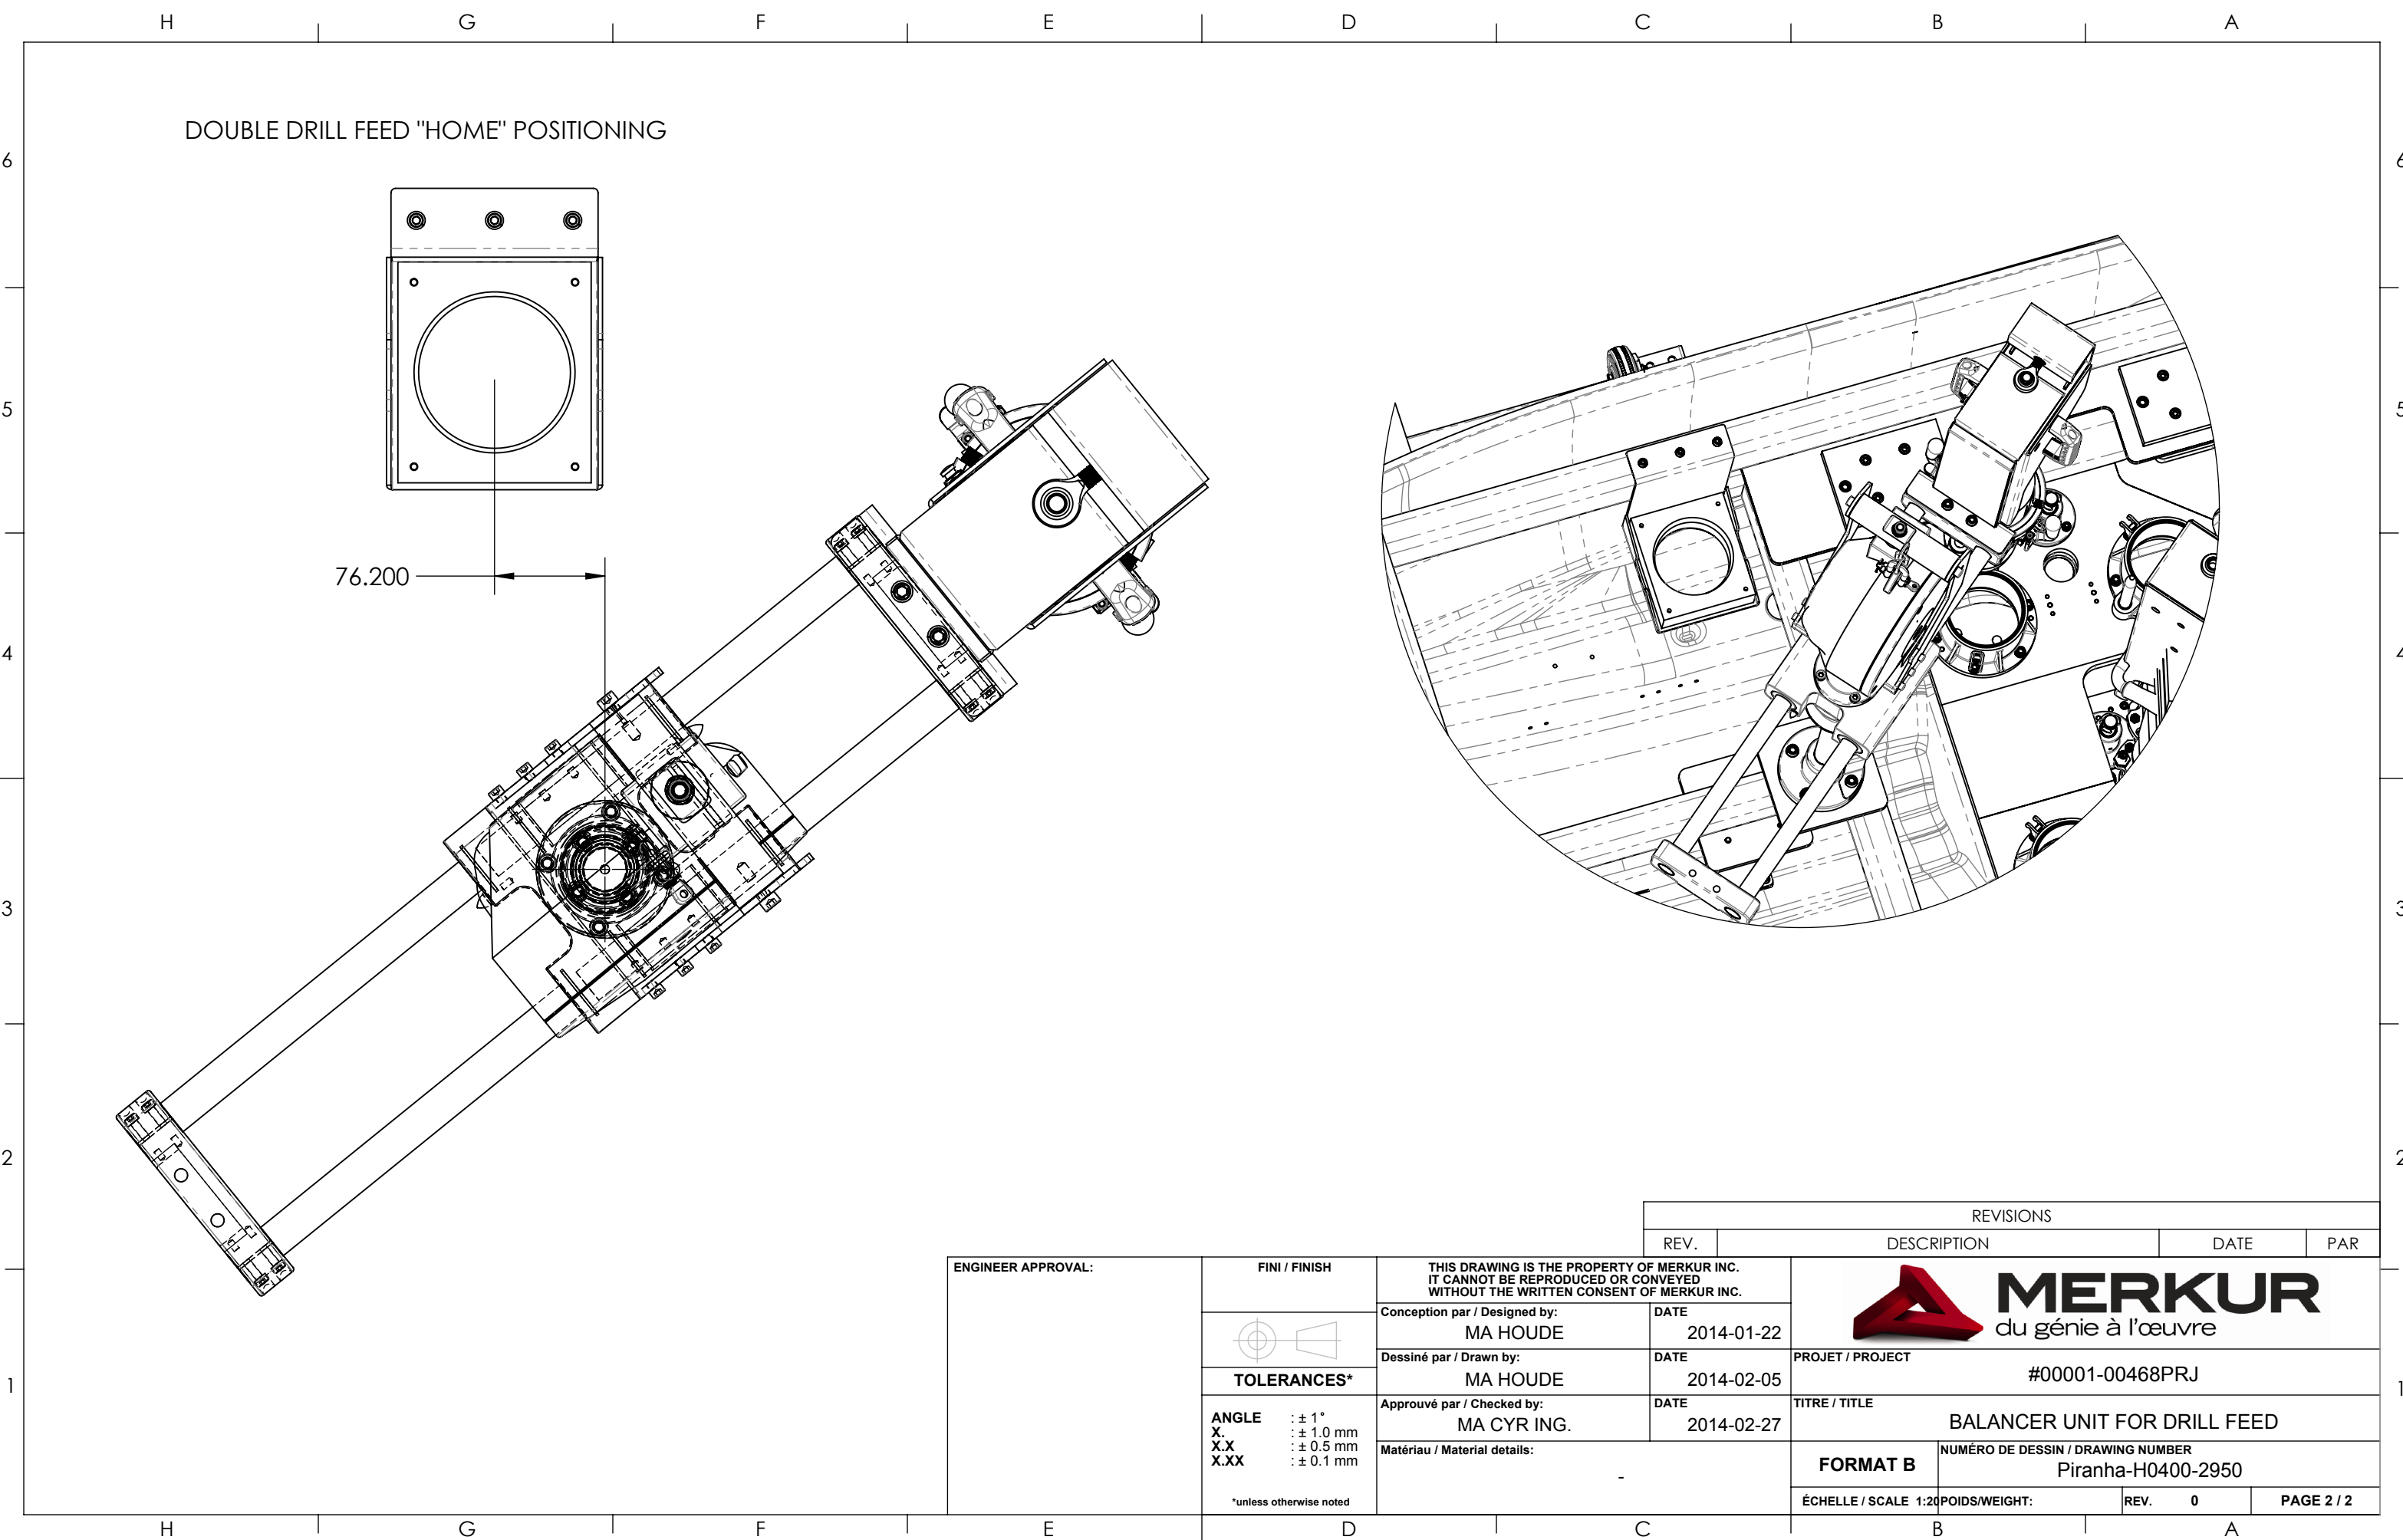 H G F E D C B A
DOUBLE DRILL FEED "HOME" POSITIONING
6 6
5 5
76.200
4 4
3 3
2 2
REVISIONS
REV. DESCRIPTION DATE PAR
ENGINEER APPROVAL:
FINI / FINISH
TOLERANCES*
ANGLE : ± 1°
X. : ± 1.0 mm
X.X : ± 0.5 mm
X.XX : ± 0.1 mm
*unless otherwise noted
THIS DRAWING IS THE PROPERTY OF MERKUR INC.
IT CANNOT BE REPRODUCED OR CONVEYED
WITHOUT THE WRITTEN CONSENT OF MERKUR INC.
Conception par / Designed by: DATE
MA HOUDE 2014-01-22
Dessiné par / Drawn by: DATE
MA HOUDE 2014-02-05
Approuvé par / Checked by: DATE
MA CYR ING. 2014-02-27
Matériau / Material details:
-
MERKUR
du génie à l'œuvre
PROJET / PROJECT
#00001-00468PRJ
TITRE / TITLE
BALANCER UNIT FOR DRILL FEED
FORMAT B
NUMÉRO DE DESSIN / DRAWING NUMBER
Piranha-H0400-2950
ÉCHELLE / SCALE 1:20 POIDS/WEIGHT: REV. 0 PAGE 2 / 2
1 1
H G F E D C B A